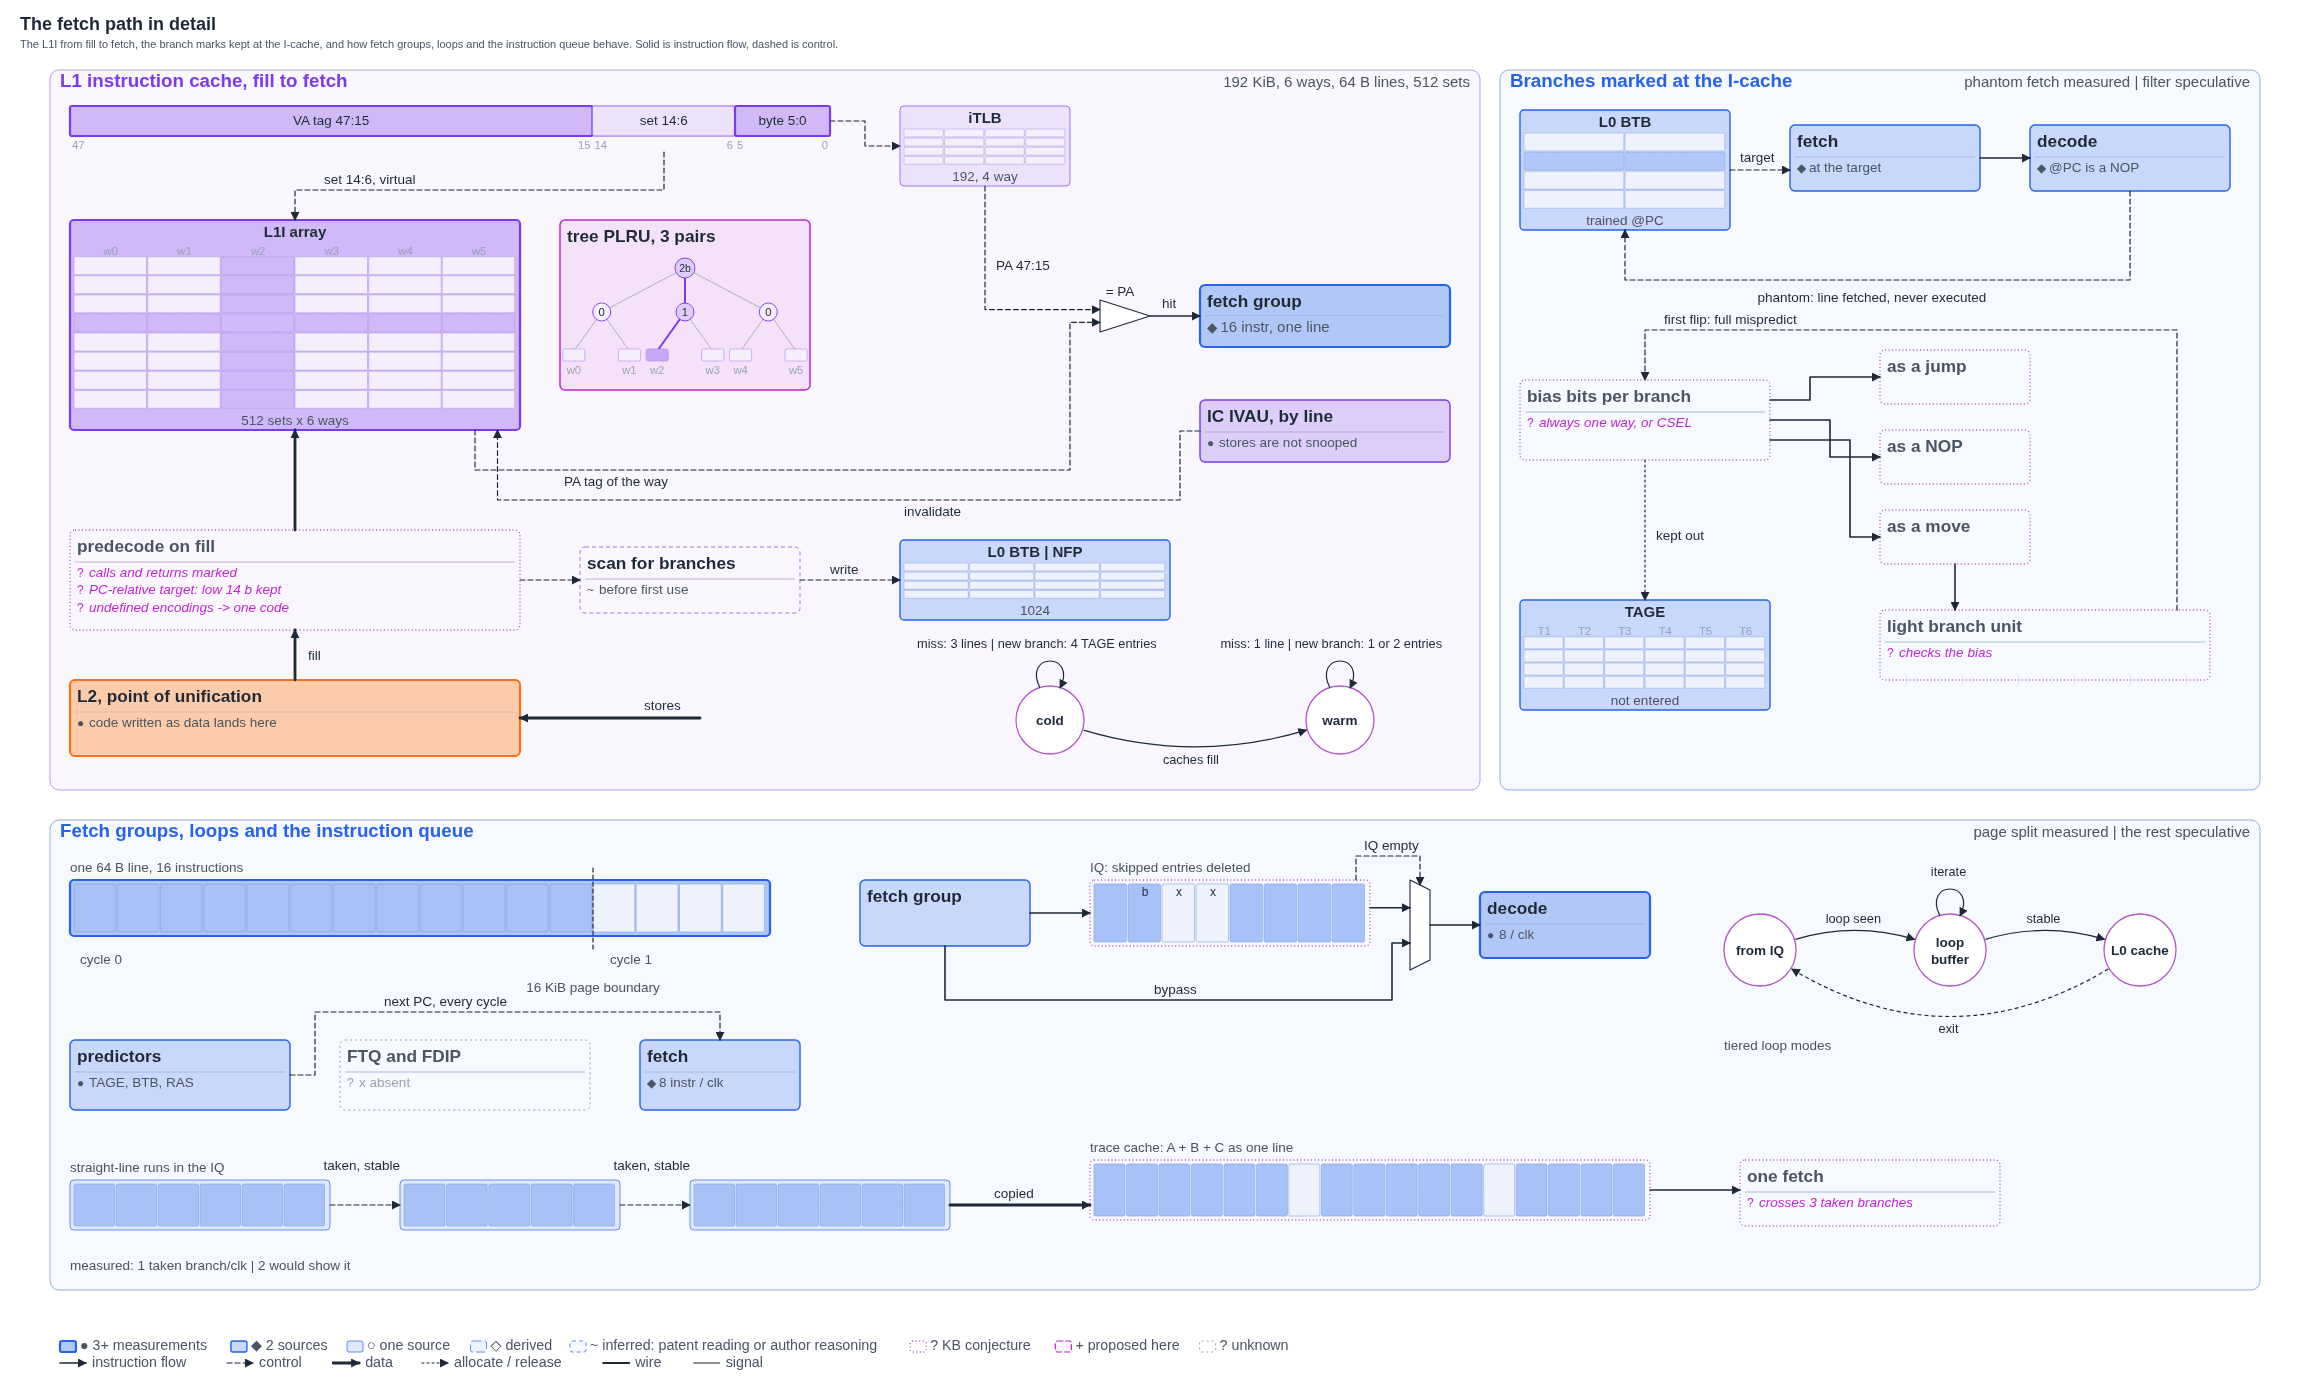 The fetch path in detail
The L1I from fill to fetch, the branch marks kept at the I-cache, and how fetch groups, loops and the instruction queue behave. Solid is instruction flow, dashed is control.
L1 instruction cache, fill to fetch
192 KiB, 6 ways, 64 B lines, 512 sets
VA tag 47:15
set 14:6
byte 5:0
47
15 14
6 5
0
iTLB
192, 4 way
set 14:6, virtual
L1I array
w0 w1 w2 w3 w4 w5
512 sets x 6 ways
tree PLRU, 3 pairs
2b
0 1 0
w0 w1 w2 w3 w4 w5
PA 47:15
= PA
hit
fetch group
◆ 16 instr, one line
IC IVAU, by line
● stores are not snooped
PA tag of the way
invalidate
predecode on fill
? calls and returns marked
? PC-relative target: low 14 b kept
? undefined encodings -> one code
scan for branches
~ before first use
write
L0 BTB | NFP
1024
fill
L2, point of unification
● code written as data lands here
stores
miss: 3 lines | new branch: 4 TAGE entries
miss: 1 line | new branch: 1 or 2 entries
cold
warm
caches fill
Branches marked at the I-cache
phantom fetch measured | filter speculative
L0 BTB
trained @PC
target
fetch
◆ at the target
decode
◆ @PC is a NOP
phantom: line fetched, never executed
first flip: full mispredict
bias bits per branch
? always one way, or CSEL
as a jump
as a NOP
as a move
kept out
TAGE
T1 T2 T3 T4 T5 T6
not entered
light branch unit
? checks the bias
Fetch groups, loops and the instruction queue
page split measured | the rest speculative
one 64 B line, 16 instructions
cycle 0
cycle 1
16 KiB page boundary
fetch group
IQ: skipped entries deleted
b x x
IQ empty
decode
● 8 / clk
bypass
iterate
from IQ
loop seen
loop
buffer
stable
L0 cache
exit
tiered loop modes
next PC, every cycle
predictors
● TAGE, BTB, RAS
FTQ and FDIP
? x absent
fetch
◆ 8 instr / clk
straight-line runs in the IQ
taken, stable
taken, stable
copied
trace cache: A + B + C as one line
one fetch
? crosses 3 taken branches
measured: 1 taken branch/clk | 2 would show it
● 3+ measurements
◆ 2 sources
○ one source
◇ derived
~ inferred: patent reading or author reasoning
? KB conjecture
+ proposed here
? unknown
instruction flow
control
data
allocate / release
wire
signal